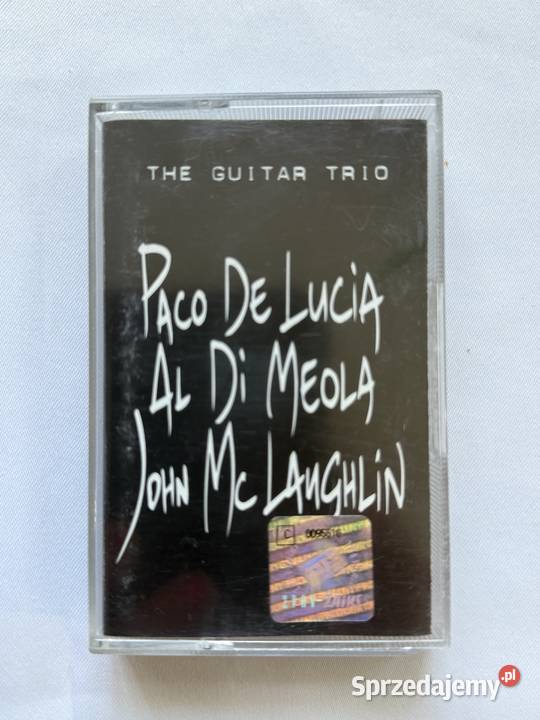 THE GUITAR TRIO
PACO DE LUCIA
AL DI MEOLA
JOHN MC LAUGHLIN
C
Sprzedajemy.pl